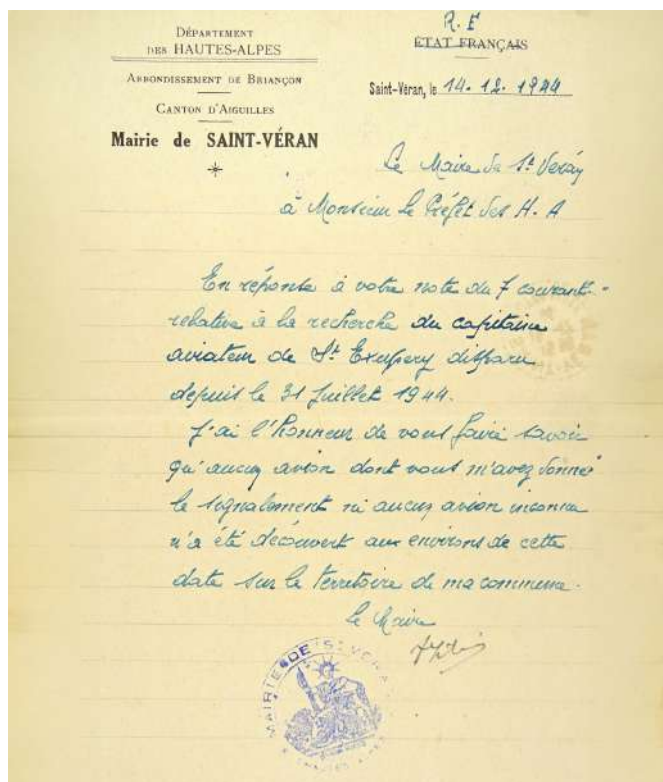 DÉPARTEMENT
DES HAUTES-ALPES
ARRONDISSEMENT DE BRIANÇON
CANTON D'AIGUILLES
Mairie de SAINT-VÉRAN
R. F
ÉTAT FRANÇAIS
Saint-Véran, le 14. 12. 1944
Le Maire de St Véran
à Monsieur le Préfet des H. A
En réponse à votre note du 7 courant
relative à la recherche du capitaine
aviateur de St Exupery disparu
depuis le 31 Juillet 1944.
J'ai l'honneur de vous faire savoir
qu'aucun avion dont vous m'avez donné
le signalement ni aucun avion inconnu
n'a été découvert aux environs de cette
date sur le territoire de ma commune.
le Maire
MAIRIE DE ST VÉRAN